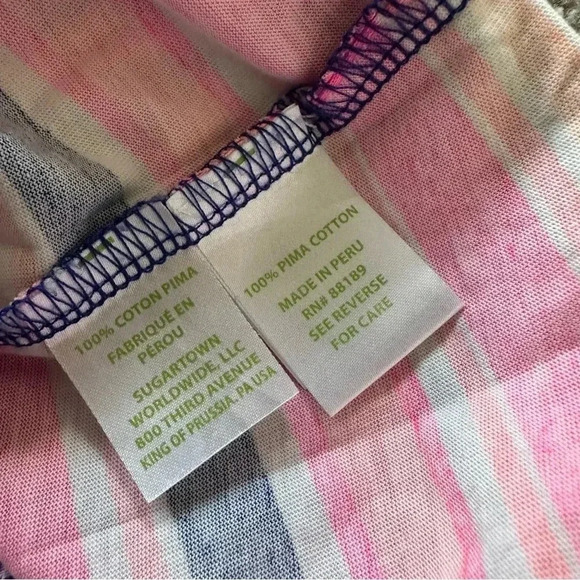 100% COTON PIMA
FABRIQUÉ EN
PÉROU
SUGARTOWN
WORLDWIDE, LLC
800 THIRD AVENUE
KING OF PRUSSIA, PA USA
100% PIMA COTTON
MADE IN PERU
RN# 88189
SEE REVERSE
FOR CARE